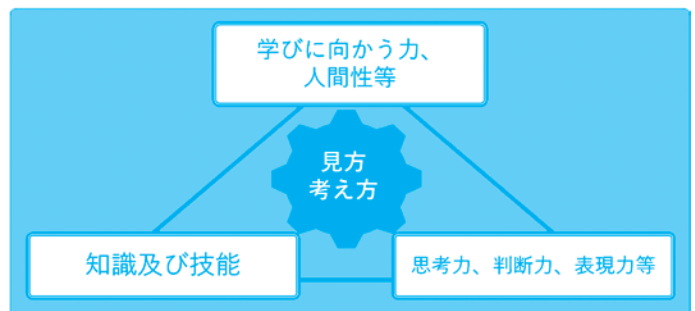 学びに向かう力、
人間性等
見方
考え方
知識及び技能
思考力、判断力、表現力等